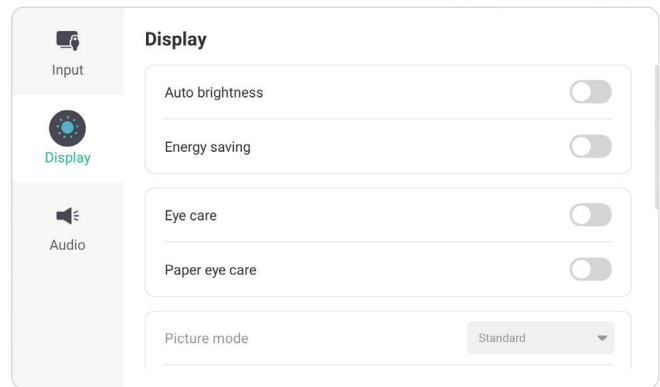 Input
Display
Audio
Display
Auto brightness
Energy saving
Eye care
Paper eye care
Picture mode
Standard